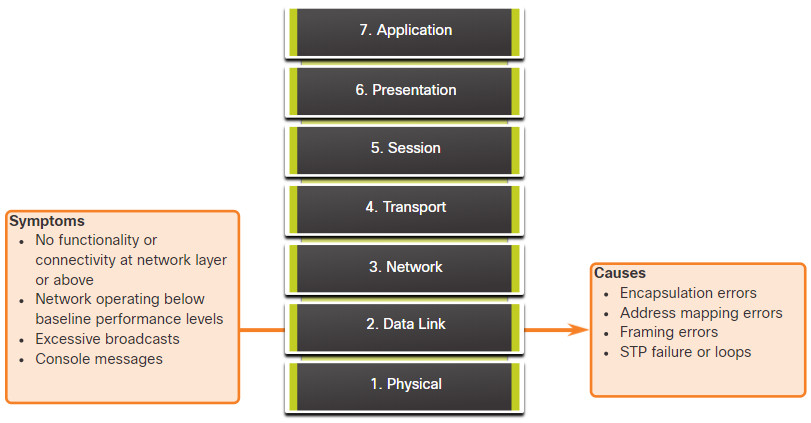 7. Application
6. Presentation
5. Session
4. Transport
3. Network
2. Data Link
1. Physical
Symptoms
• No functionality or
connectivity at network layer
or above
• Network operating below
baseline performance levels
• Excessive broadcasts
• Console messages
Causes
• Encapsulation errors
• Address mapping errors
• Framing errors
• STP failure or loops